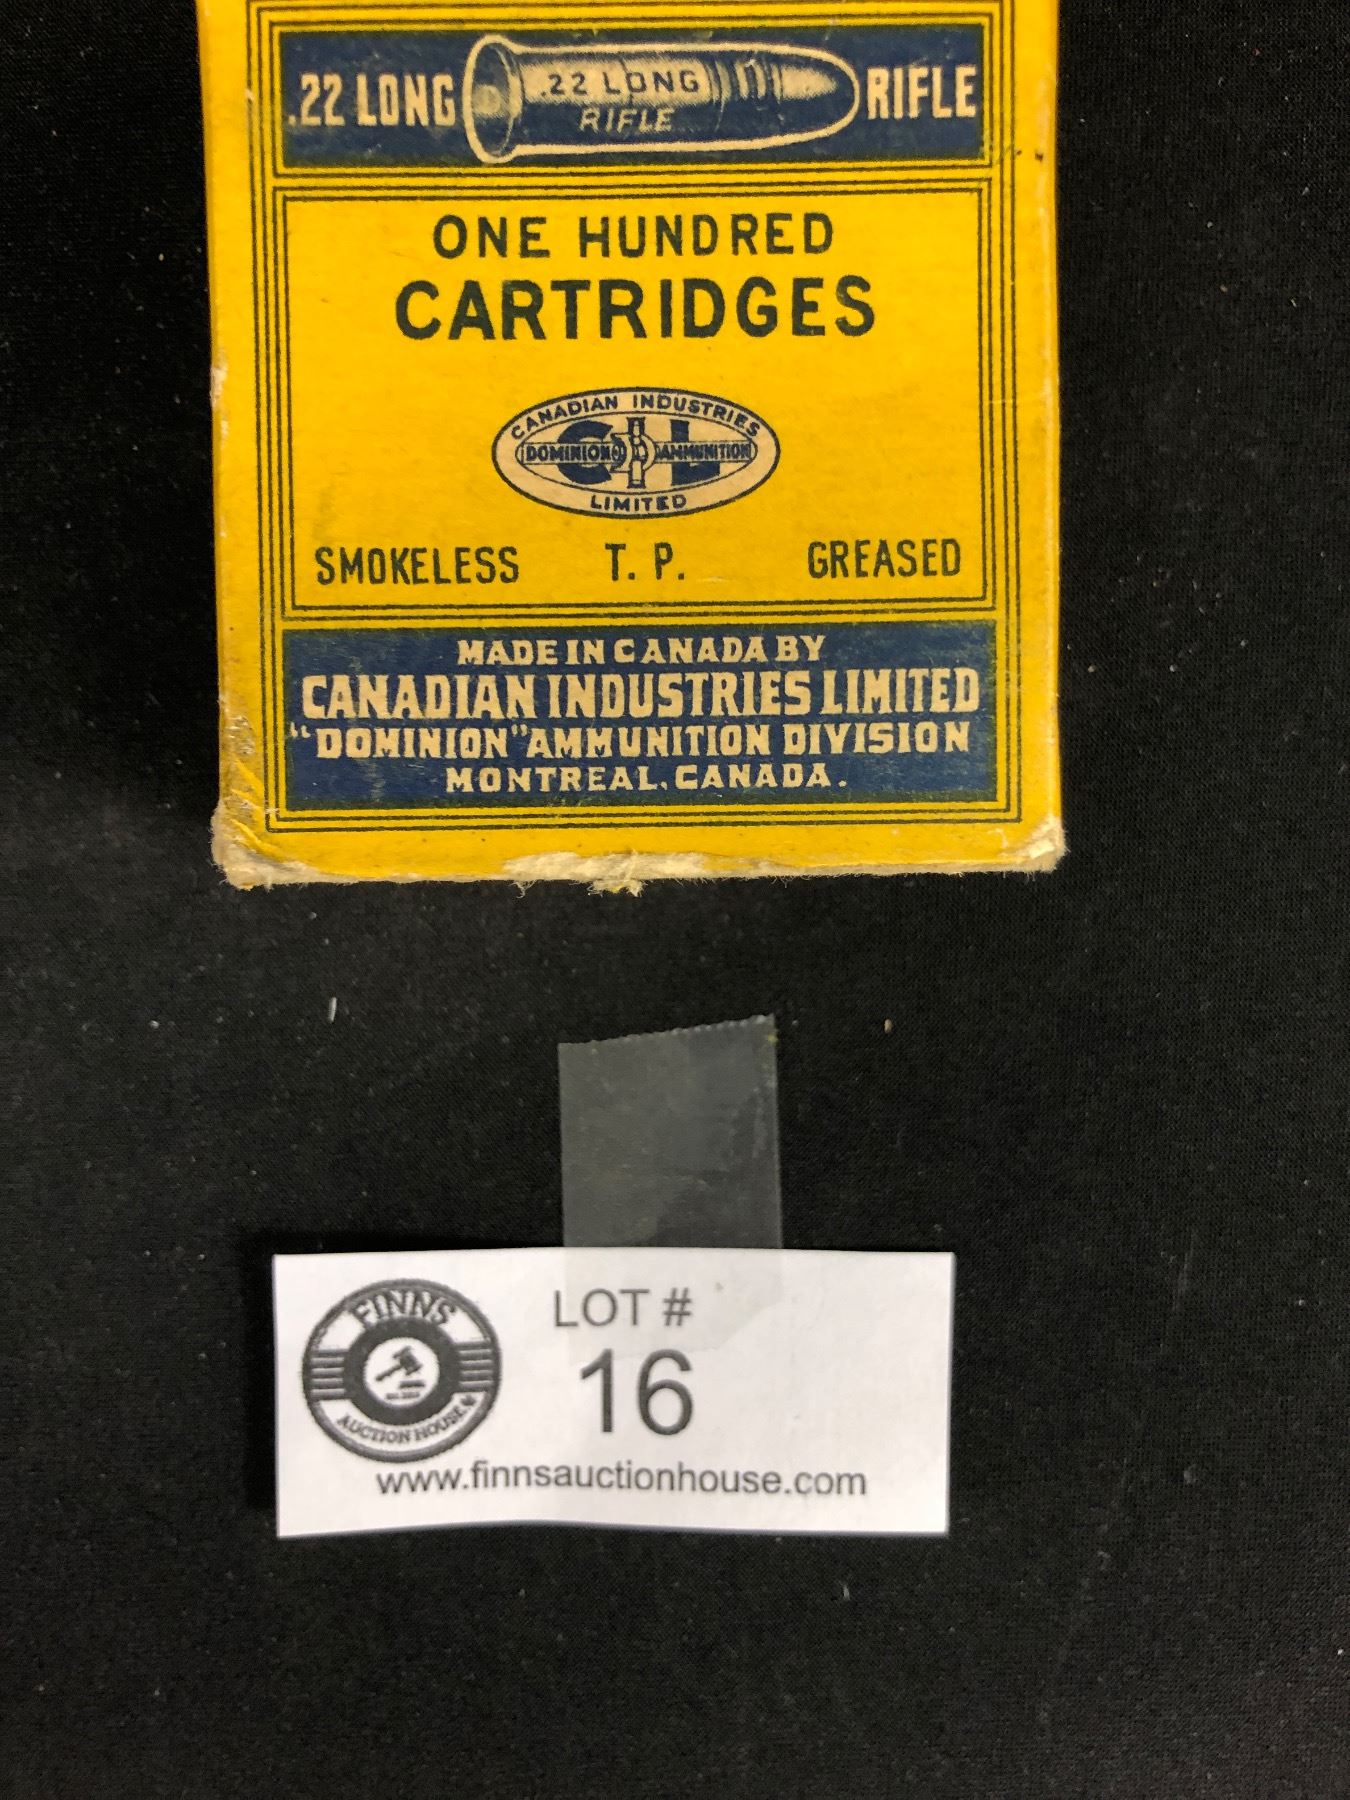 .22 LONG RIFLE
.22 LONG
RIFLE
ONE HUNDRED
CARTRIDGES
CANADIAN INDUSTRIES
C I L
DOMINION AMMUNITION
LIMITED
SMOKELESS T. P. GREASED
MADE IN CANADA BY
CANADIAN INDUSTRIES LIMITED
"DOMINION" AMMUNITION DIVISION
MONTREAL, CANADA.
FINNS
AUCTION HOUSE
LOT #
16
www.finnsauctionhouse.com